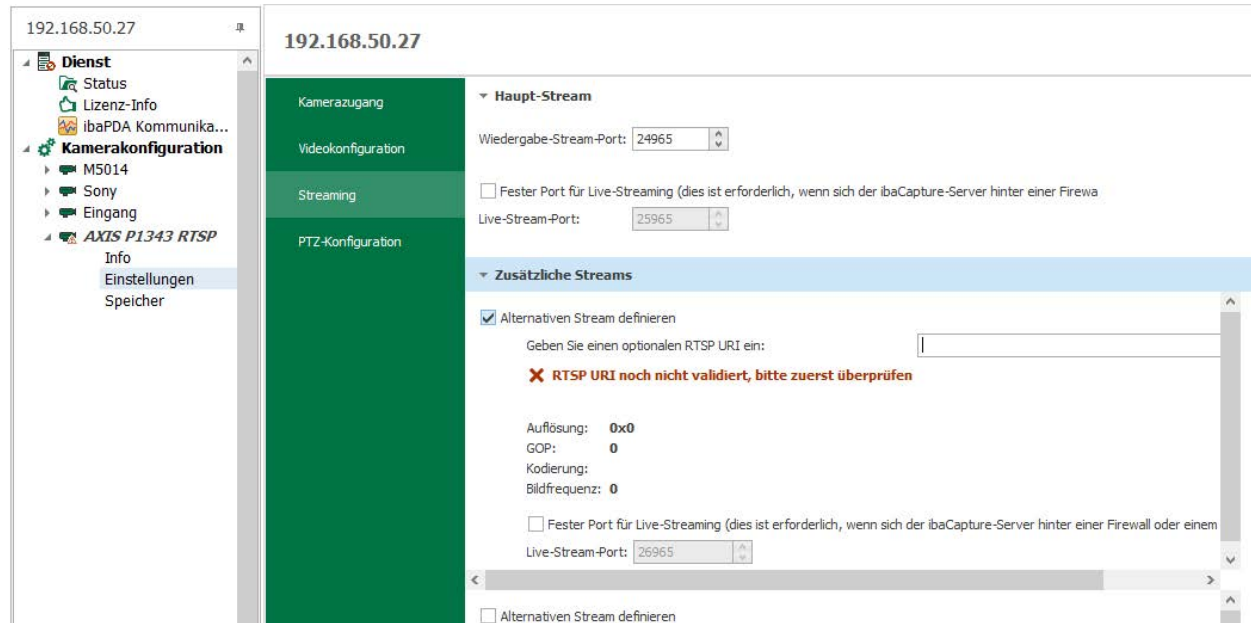 192.168.50.27
Dienst
Status
Lizenz-Info
ibaPDA Kommunika...
Kamerakonfiguration
M5014
Sony
Eingang
AXIS P1343 RTSP
Info
Einstellungen
Speicher
192.168.50.27
Kamerazugang
Videokonfiguration
Streaming
PTZ-Konfiguration
Haupt-Stream
Wiedergabe-Stream-Port: 24965
Fester Port für Live-Streaming (dies ist erforderlich, wenn sich der ibaCapture-Server hinter einer Firewa
Live-Stream-Port: 25965
Zusätzliche Streams
Alternativen Stream definieren
Geben Sie einen optionalen RTSP URI ein:
RTSP URI noch nicht validiert, bitte zuerst überprüfen
Auflösung: 0x0
GOP: 0
Kodierung:
Bildfrequenz: 0
Fester Port für Live-Streaming (dies ist erforderlich, wenn sich der ibaCapture-Server hinter einer Firewall oder einem
Live-Stream-Port: 26965
Alternativen Stream definieren